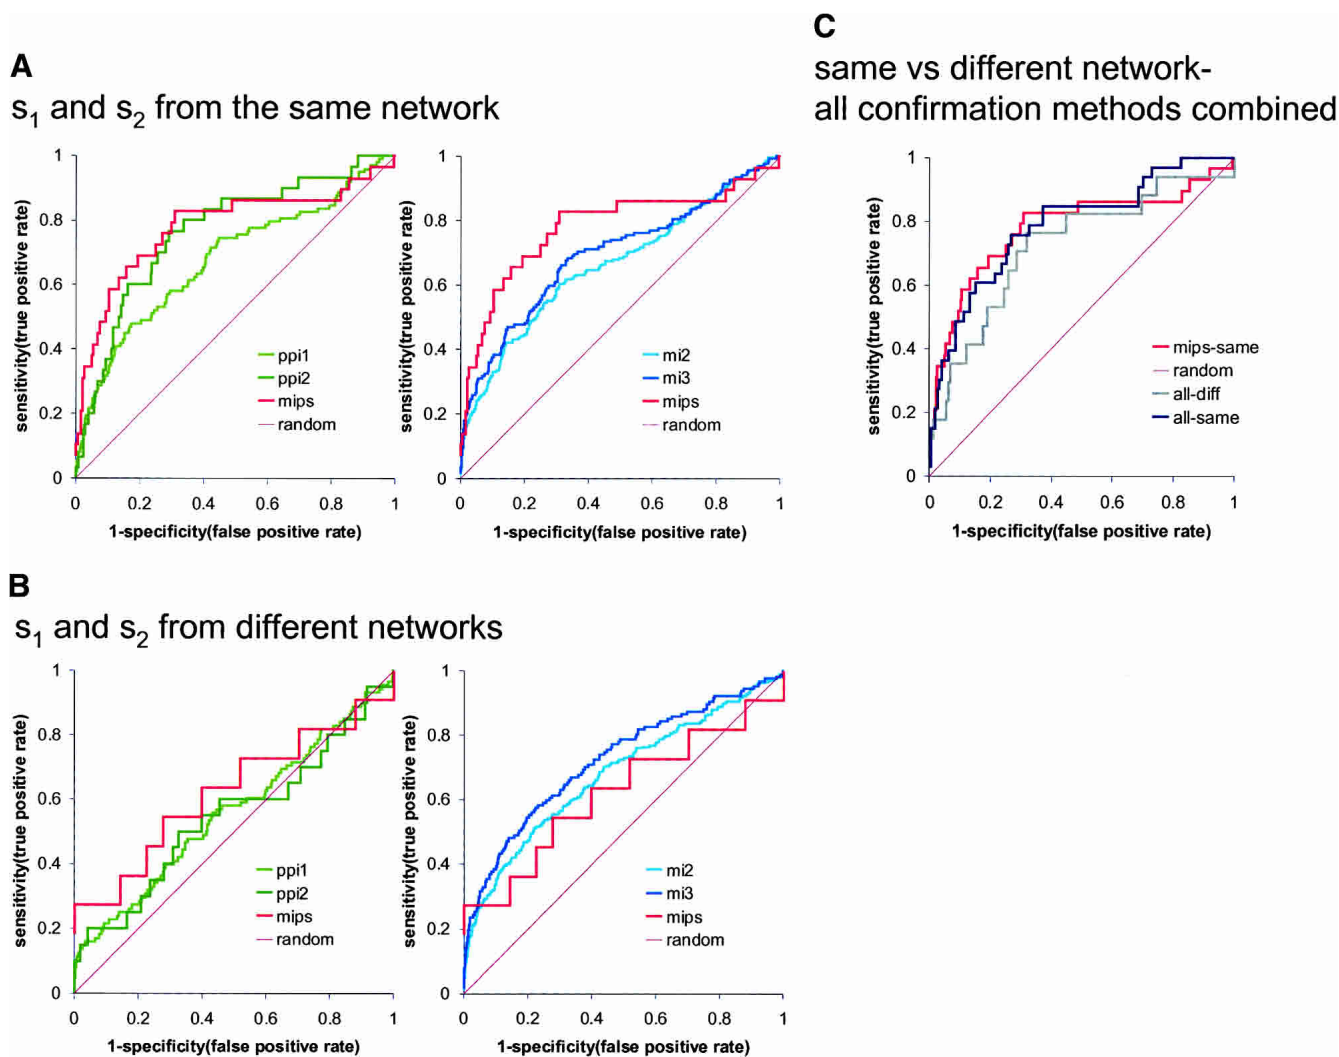 A
s₁ and s₂ from the same network
1
0.8
0.6
0.4
0.2
0
sensitivity(true positive rate)
ppi1
ppi2
mips
random
0 0.2 0.4 0.6 0.8 1
1-specificity(false positive rate)
1
0.8
0.6
0.4
0.2
0
sensitivity(true positive rate)
mi2
mi3
mips
random
0 0.2 0.4 0.6 0.8 1
1-specificity(false positive rate)
C
same vs different network-
all confirmation methods combined
1
0.8
0.6
0.4
0.2
0
sensitivity(true positive rate)
mips-same
random
all-diff
all-same
0 0.2 0.4 0.6 0.8 1
1-specificity(false positive rate)
B
s₁ and s₂ from different networks
1
0.8
0.6
0.4
0.2
0
sensitivity(true positive rate)
ppi1
ppi2
mips
random
0 0.2 0.4 0.6 0.8 1
1-specificity(false positive rate)
1
0.8
0.6
0.4
0.2
0
sensitivity(true positive rate)
mi2
mi3
mips
random
0 0.2 0.4 0.6 0.8 1
1-specificity(false positive rate)